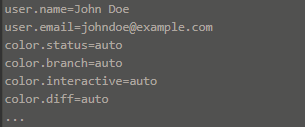 user.name=John Doe
user.email=johndoe@example.com
color.status=auto
color.branch=auto
color.interactive=auto
color.diff=auto
...